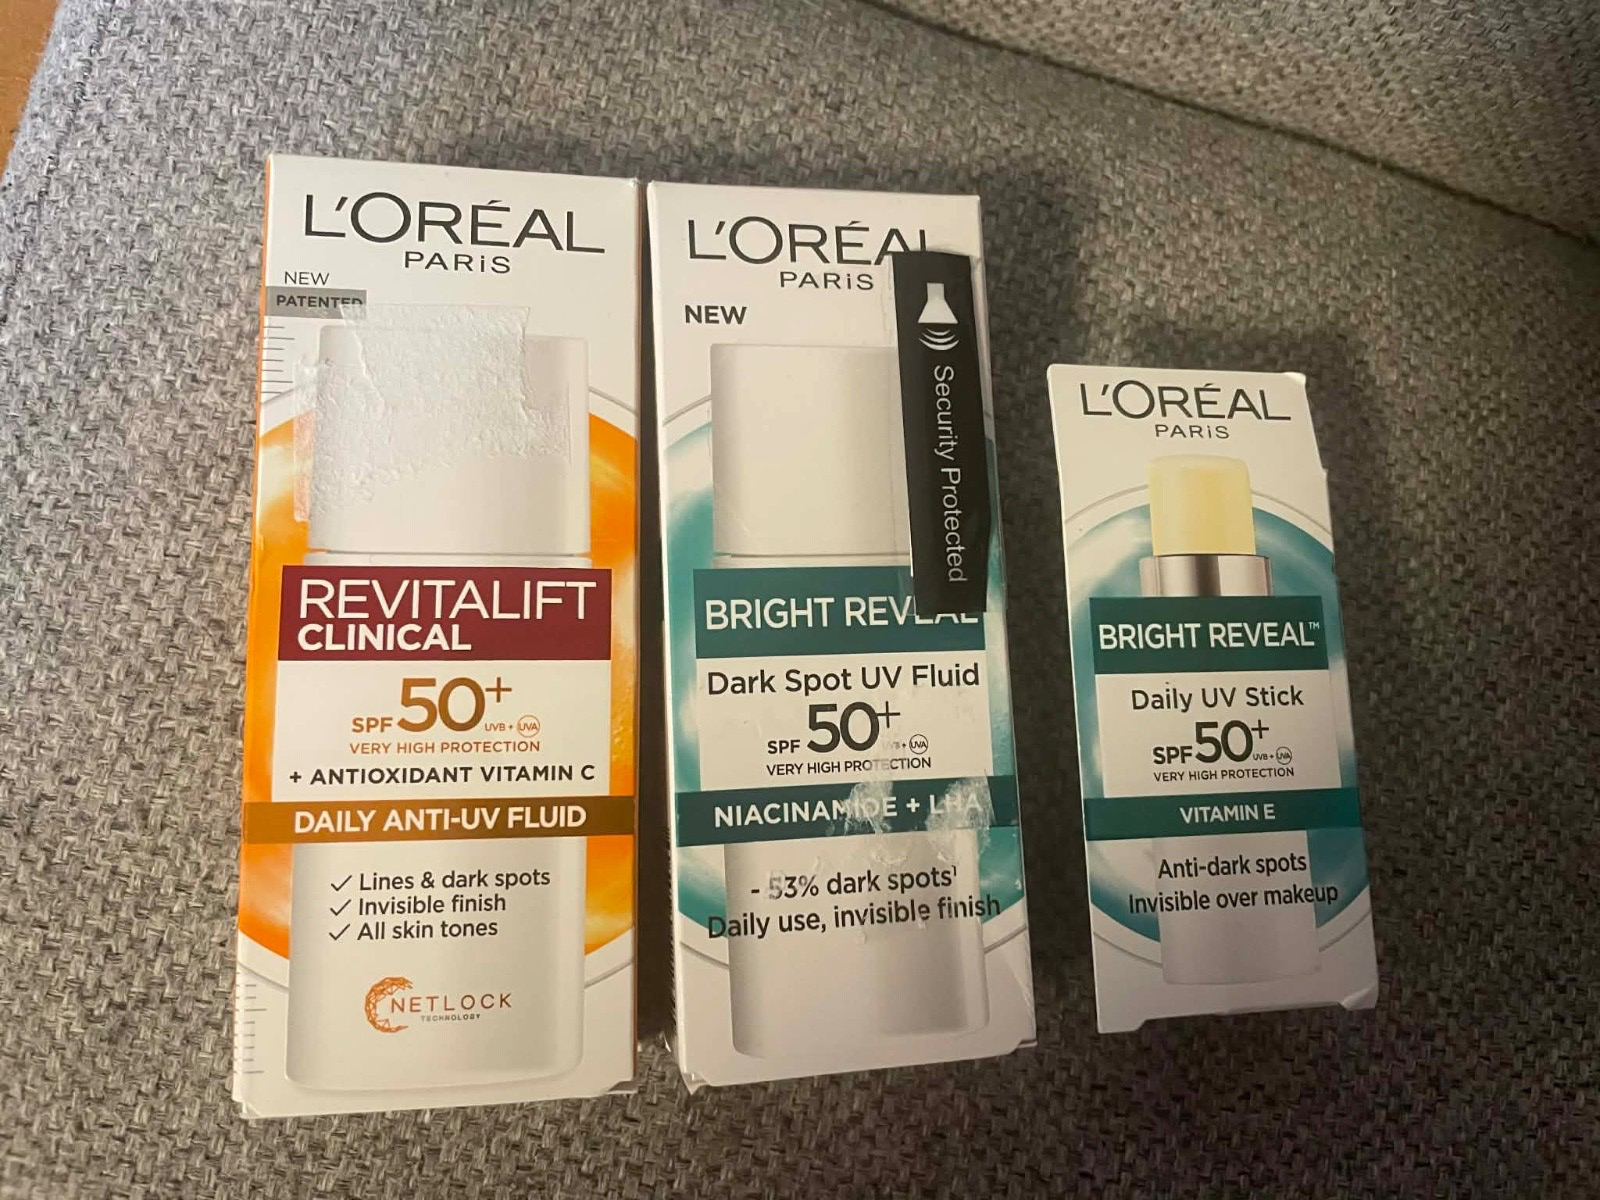 L'ORÉAL
PARiS
NEW
PATENTED
REVITALIFT
CLINICAL
SPF 50+ UVB + UVA
VERY HIGH PROTECTION
+ ANTIOXIDANT VITAMIN C
DAILY ANTI-UV FLUID
✓ Lines & dark spots
✓ Invisible finish
✓ All skin tones
NETLOCK
TECHNOLOGY
L'ORÉAL
PARiS
NEW
Security Protected
BRIGHT REVEAL
Dark Spot UV Fluid
SPF 50+ UVB + UVA
VERY HIGH PROTECTION
NIACINAMIDE + LHA
- 53% dark spots¹
Daily use, invisible finish
L'ORÉAL
PARiS
BRIGHT REVEAL™
Daily UV Stick
SPF 50+ UVB + UVA
VERY HIGH PROTECTION
VITAMIN E
Anti-dark spots
Invisible over makeup